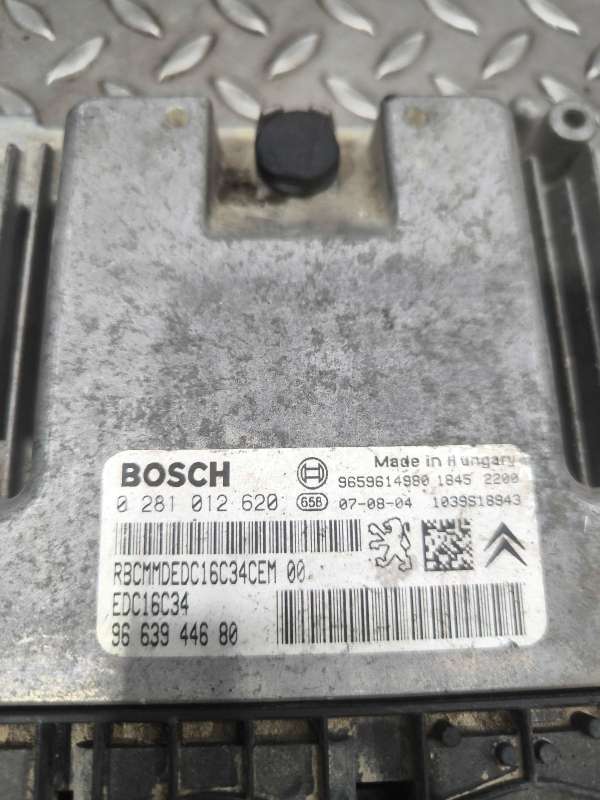 BOSCH
Made in Hungary
9659614980 1845 2200
0 281 012 620
65B
07-08-04
1039S18943
RBCMMDEDC16C34CEM 00
EDC16C34
96 639 446 80